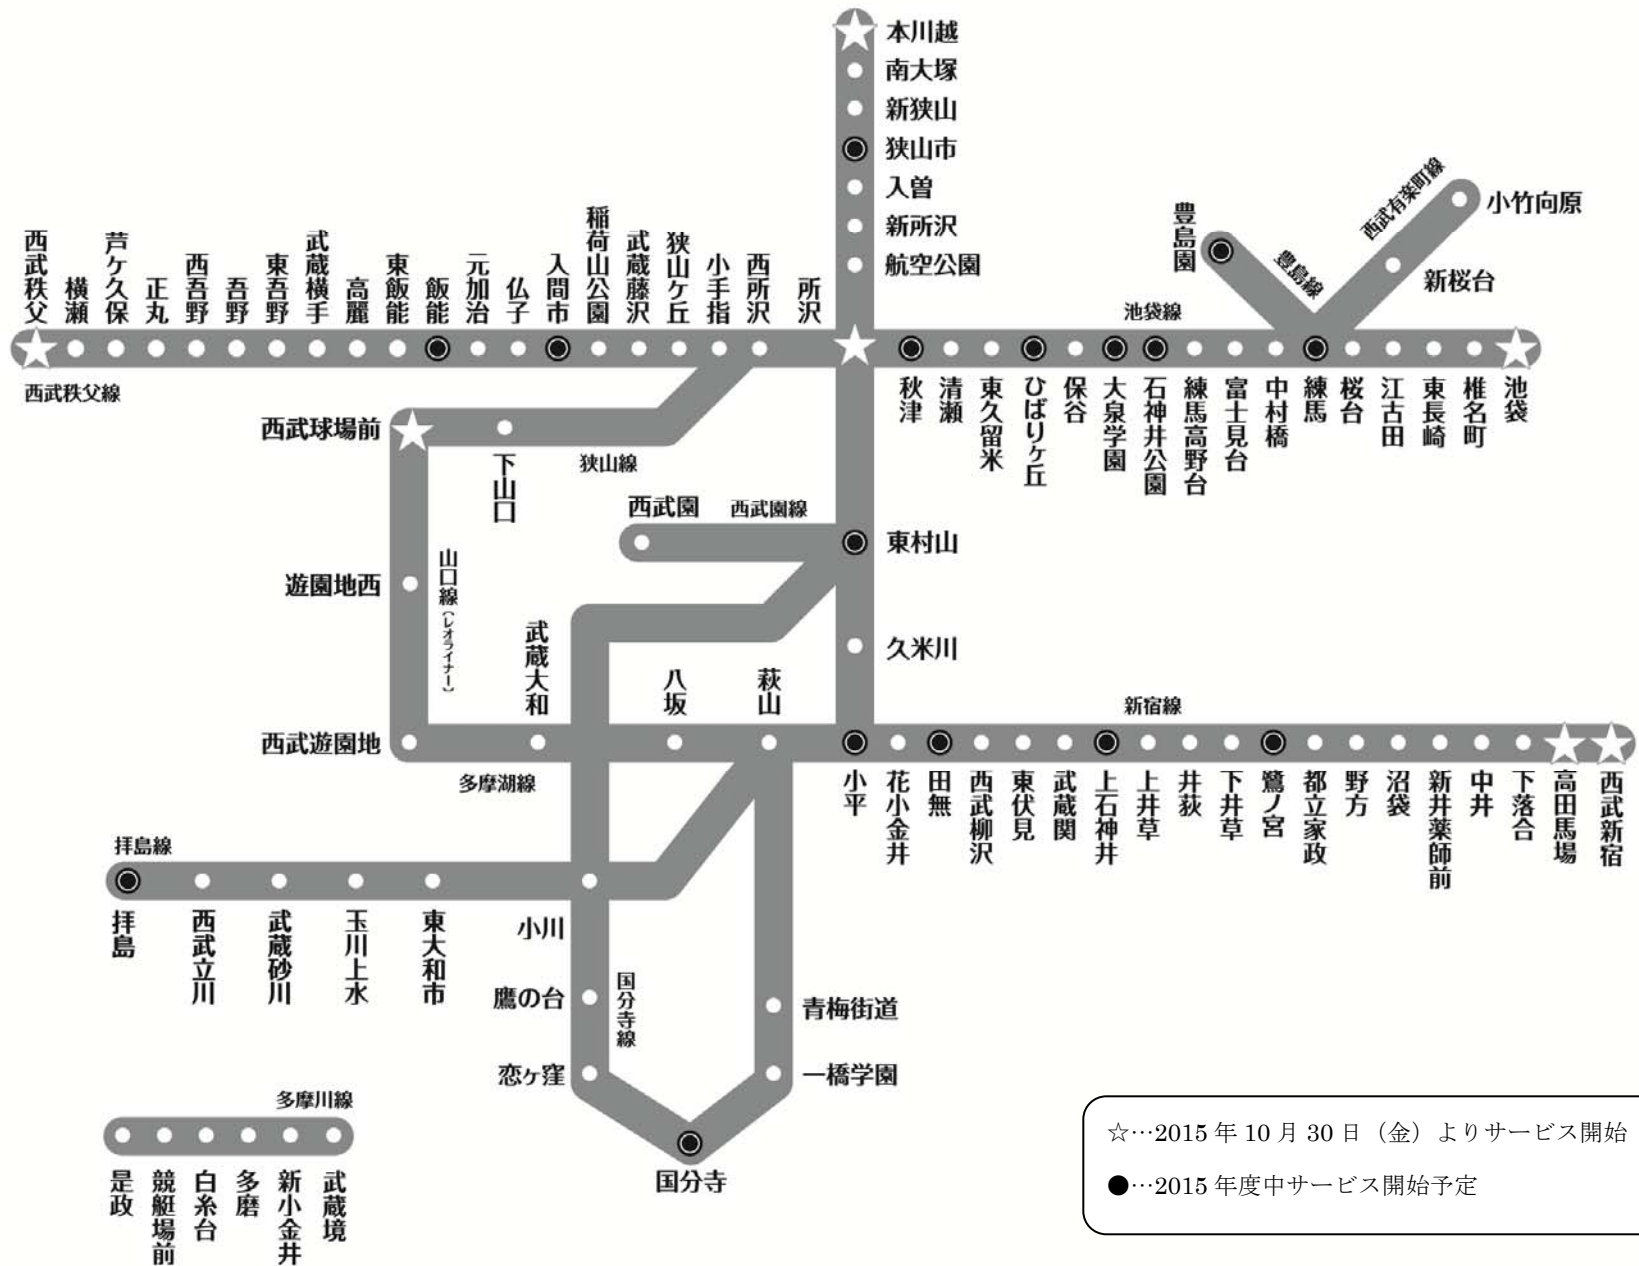 本川越
南大塚
新狭山
狭山市
入曽
新所沢
航空公園
西武有楽町線
小竹向原
豊島園
豊島線
新桜台
池袋線
西武秩父
横瀬
芦ケ久保
正丸
西吾野
吾野
東吾野
武蔵横手
高麗
東飯能
飯能
元加治
仏子
入間市
稲荷山公園
武蔵藤沢
狭山ケ丘
小手指
西所沢
所沢
西武秩父線
秋津
清瀬
東久留米
ひばりヶ丘
保谷
大泉学園
石神井公園
練馬高野台
富士見台
中村橋
練馬
桜台
江古田
東長崎
椎名町
池袋
西武球場前
下山口
狭山線
西武園
西武園線
東村山
遊園地西
山口線(レオライナー)
久米川
武蔵大和
八坂
萩山
新宿線
西武遊園地
多摩湖線
小平
花小金井
田無
西武柳沢
東伏見
武蔵関
上石神井
上井草
井荻
下井草
鷺ノ宮
都立家政
野方
沼袋
新井薬師前
中井
下落合
高田馬場
西武新宿
拝島線
拝島
西武立川
武蔵砂川
玉川上水
東大和市
小川
鷹の台
国分寺線
青梅街道
恋ヶ窪
一橋学園
国分寺
多摩川線
是政
競艇場前
白糸台
多磨
新小金井
武蔵境
☆…2015 年 10 月 30 日（金）よりサービス開始
●…2015 年度中サービス開始予定